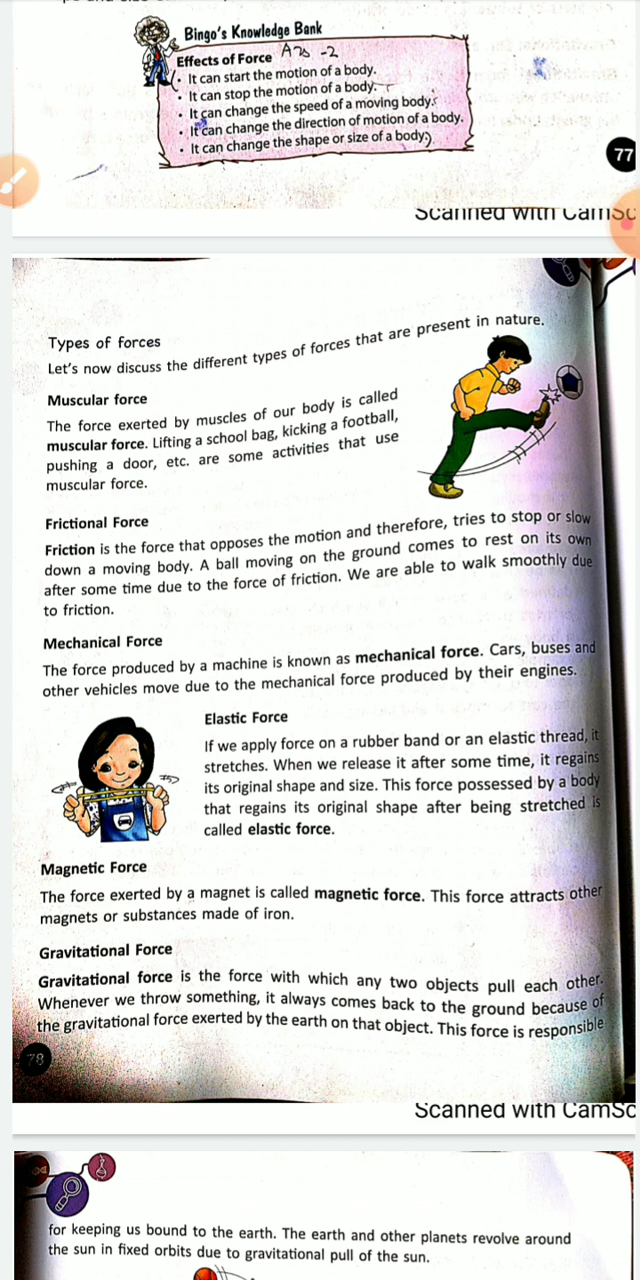 Bingo's Knowledge Bank
Effects of Force Ans -2
• It can start the motion of a body.
• It can stop the motion of a body.
• It can change the speed of a moving body.
• It can change the direction of motion of a body.
• It can change the shape or size of a body.
77
Scanned with CamSc
Types of forces
Let's now discuss the different types of forces that are present in nature.
Muscular force
The force exerted by muscles of our body is called
muscular force. Lifting a school bag, kicking a football,
pushing a door, etc. are some activities that use
muscular force.
Frictional Force
Friction is the force that opposes the motion and therefore, tries to stop or slow
down a moving body. A ball moving on the ground comes to rest on its own
after some time due to the force of friction. We are able to walk smoothly due
to friction.
Mechanical Force
The force produced by a machine is known as mechanical force. Cars, buses and
other vehicles move due to the mechanical force produced by their engines.
Elastic Force
If we apply force on a rubber band or an elastic thread, it
stretches. When we release it after some time, it regains
its original shape and size. This force possessed by a body
that regains its original shape after being stretched is
called elastic force.
Magnetic Force
The force exerted by a magnet is called magnetic force. This force attracts other
magnets or substances made of iron.
Gravitational Force
Gravitational force is the force with which any two objects pull each other.
Whenever we throw something, it always comes back to the ground because of
the gravitational force exerted by the earth on that object. This force is responsible
78
Scanned with CamSc
for keeping us bound to the earth. The earth and other planets revolve around
the sun in fixed orbits due to gravitational pull of the sun.